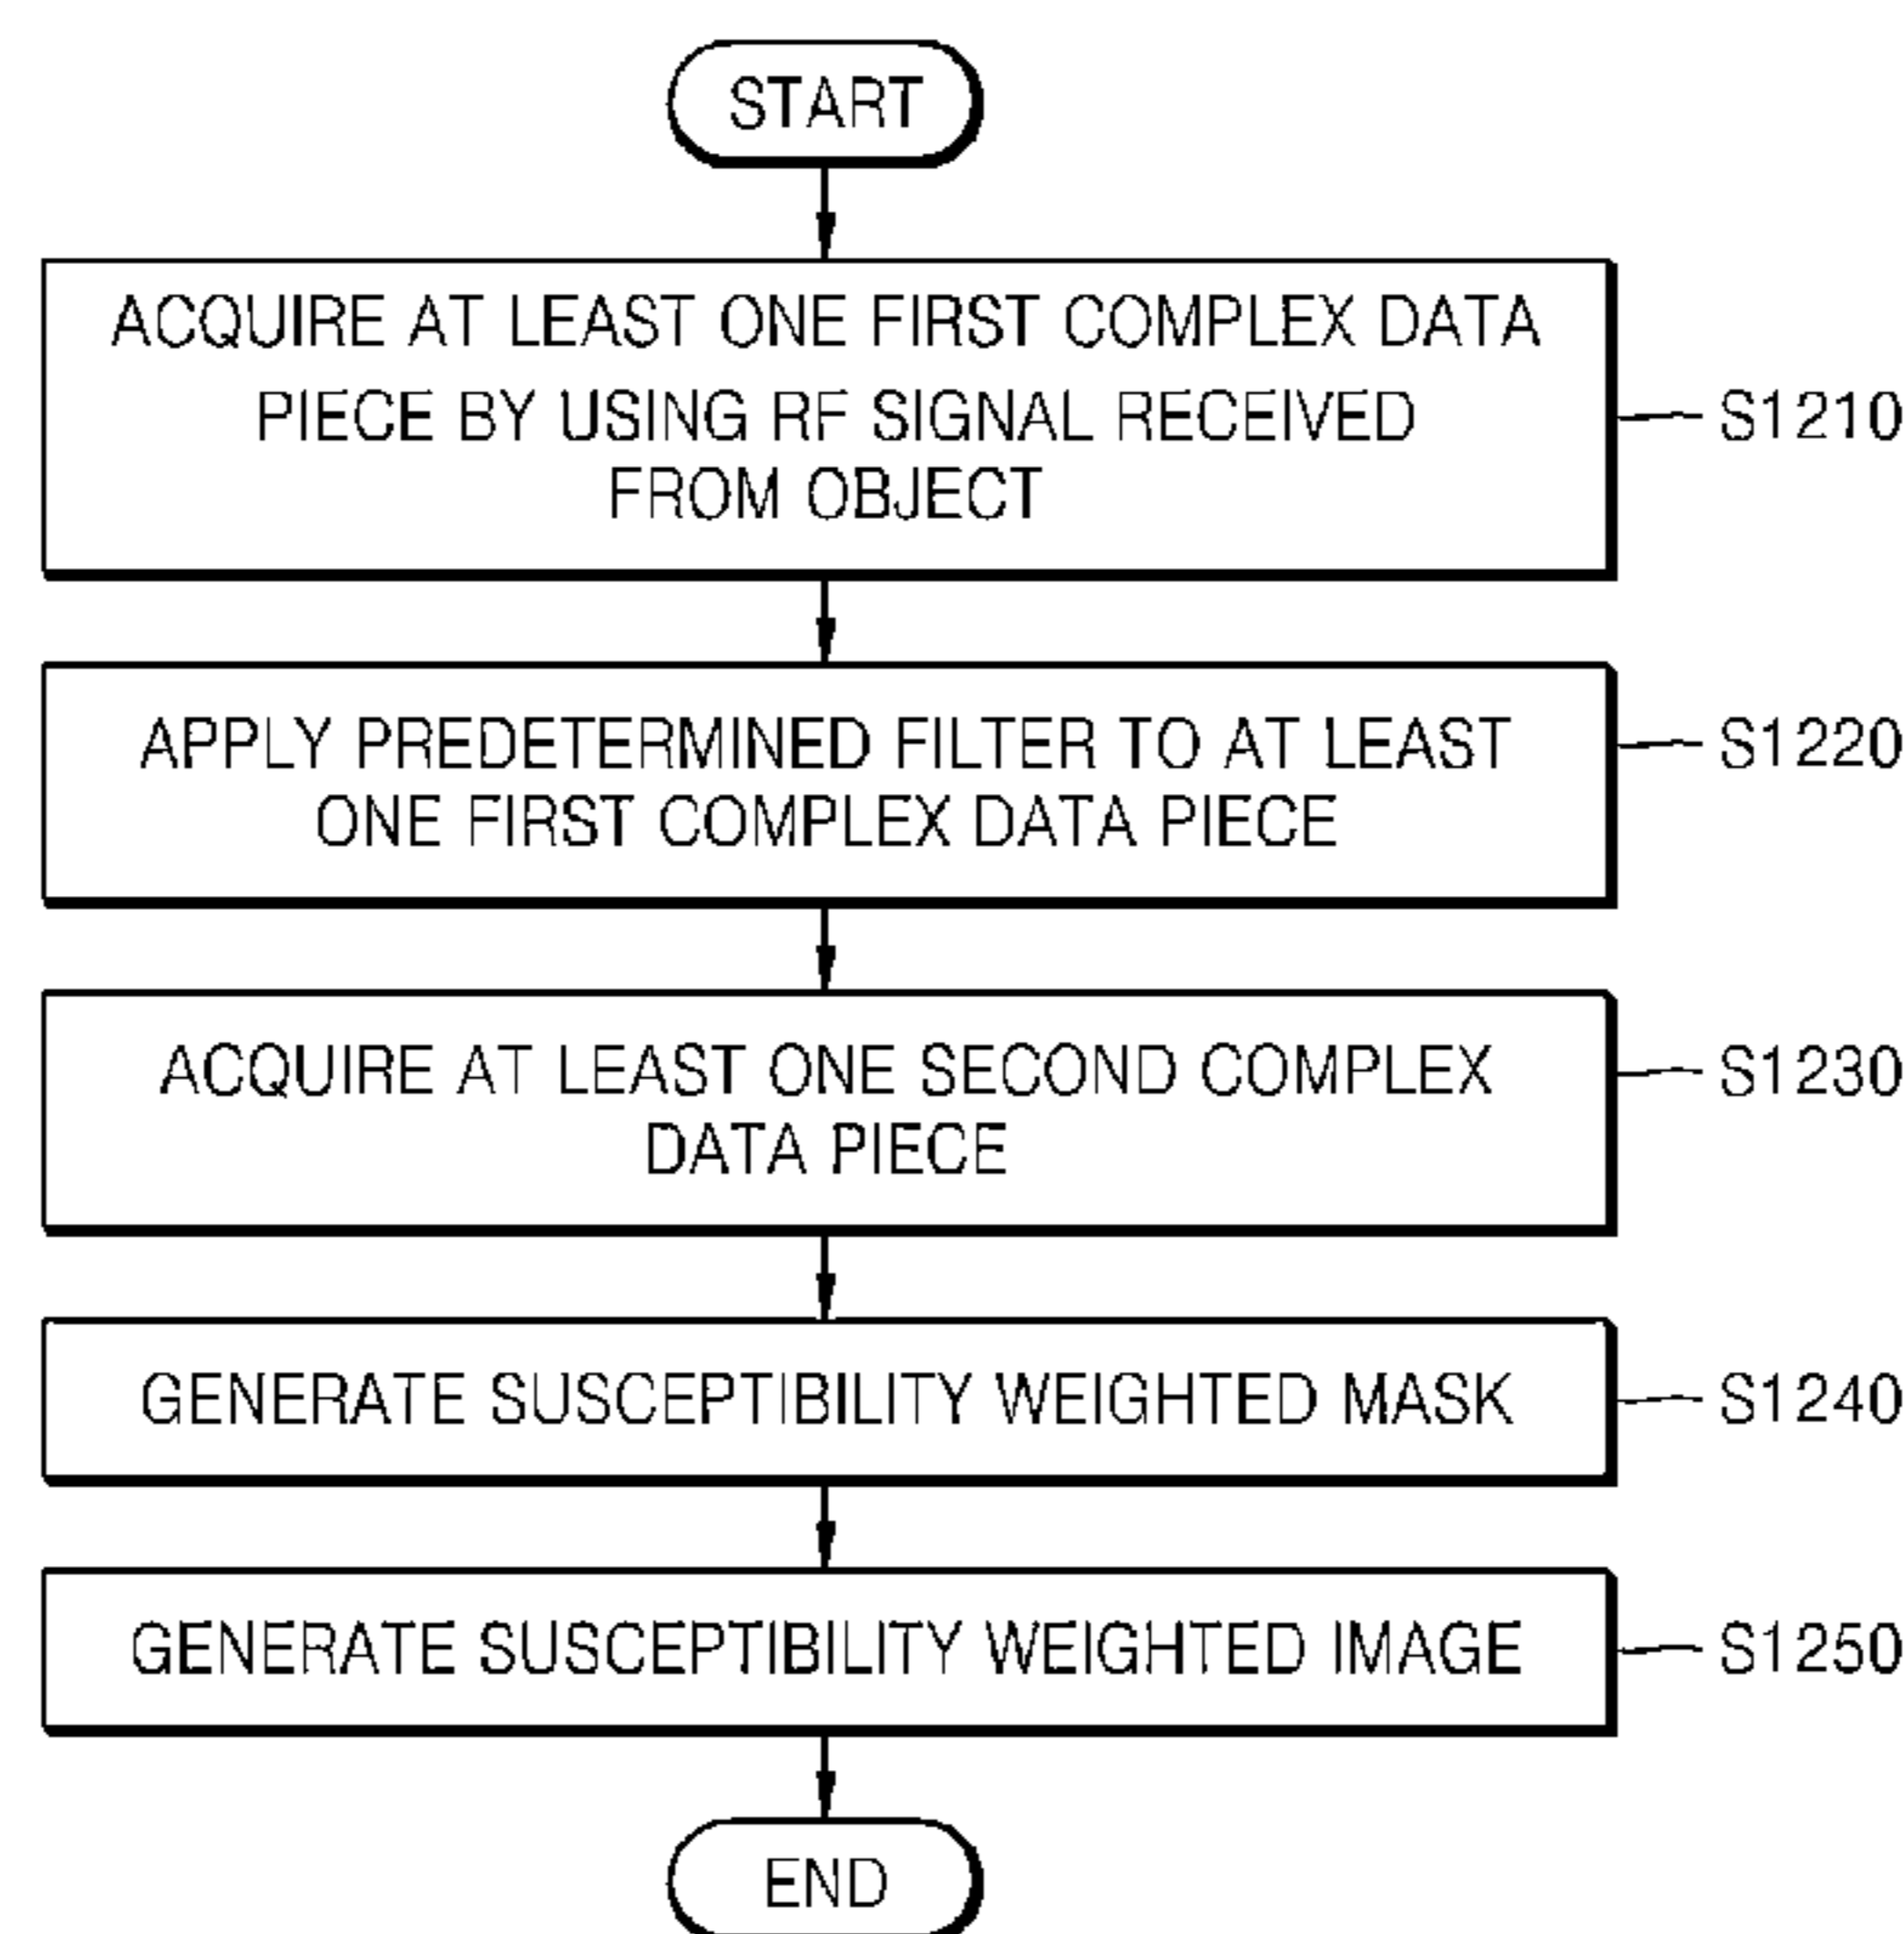 START
ACQUIRE AT LEAST ONE FIRST COMPLEX DATA
PIECE BY USING RF SIGNAL RECEIVED
FROM OBJECT
S1210
APPLY PREDETERMINED FILTER TO AT LEAST
ONE FIRST COMPLEX DATA PIECE
S1220
ACQUIRE AT LEAST ONE SECOND COMPLEX
DATA PIECE
S1230
GENERATE SUSCEPTIBILITY WEIGHTED MASK
S1240
GENERATE SUSCEPTIBILITY WEIGHTED IMAGE
S1250
END